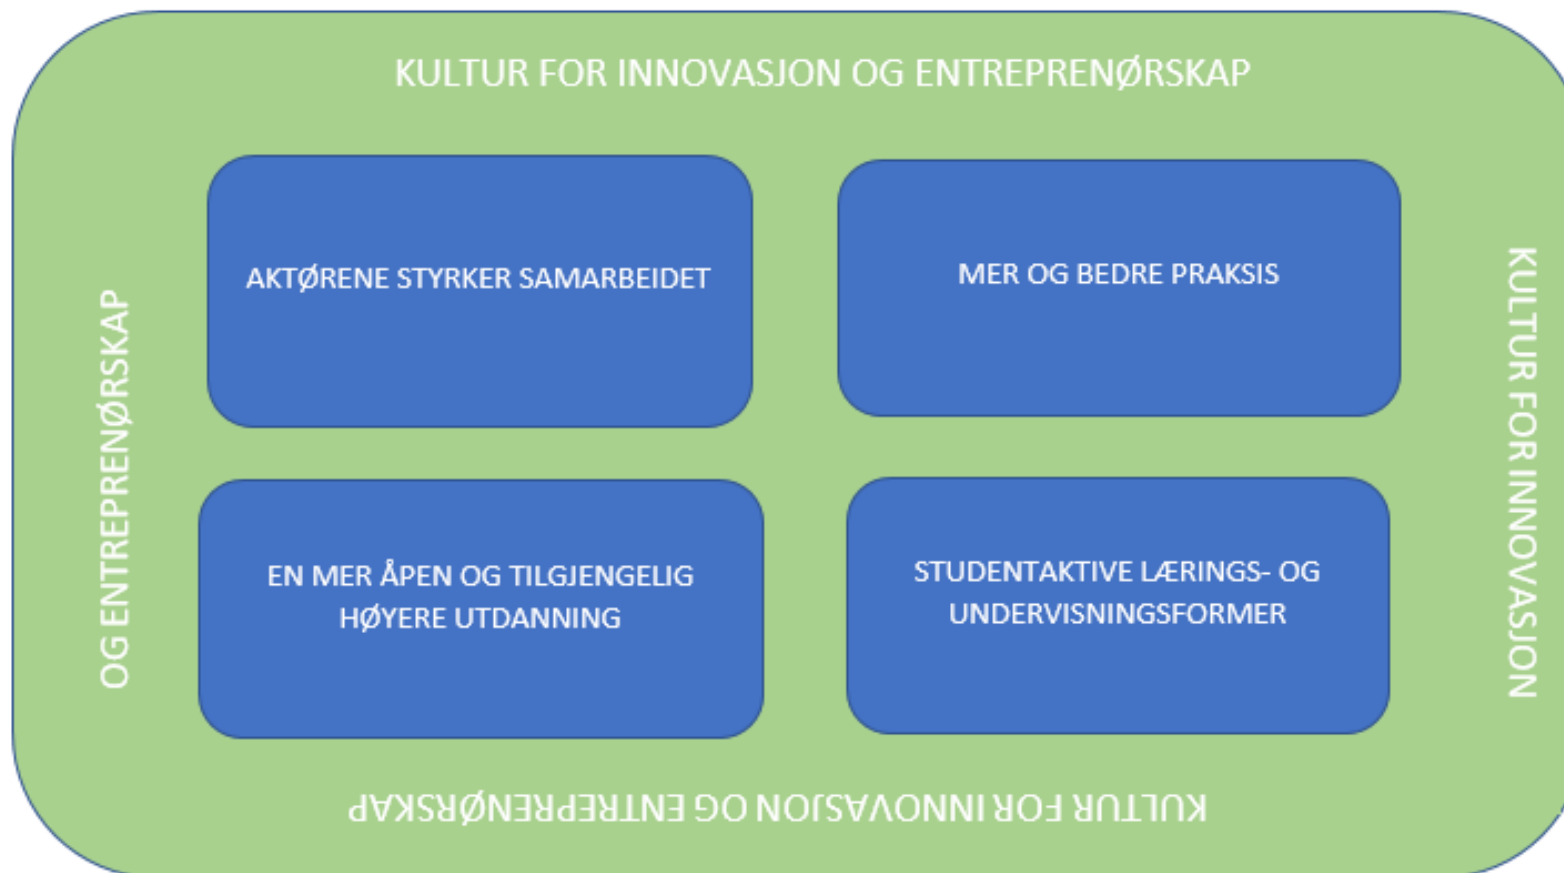 KULTUR FOR INNOVASJON OG ENTREPRENØRSKAP
AKTØRENE STYRKER SAMARBEIDET
MER OG BEDRE PRAKSIS
EN MER ÅPEN OG TILGJENGELIG
HØYERE UTDANNING
STUDENTAKTIVE LÆRINGS- OG
UNDERVISNINGSFORMER
KULTUR FOR INNOVASJON
KULTUR FOR INNOVASJON OG ENTREPRENØRSKAP
OG ENTREPRENØRSKAP